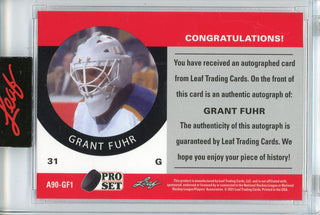 Leaf
CONGRATULATIONS!
You have received an autographed card
from Leaf Trading Cards. On the front of
this card is an authentic autograph of:
GRANT FUHR
The authenticity of this autograph is
guaranteed by Leaf Trading Cards. We
hope you enjoy your piece of history!
GRANT FUHR
31 G
A90-GF1
PRO
SET
Leaf